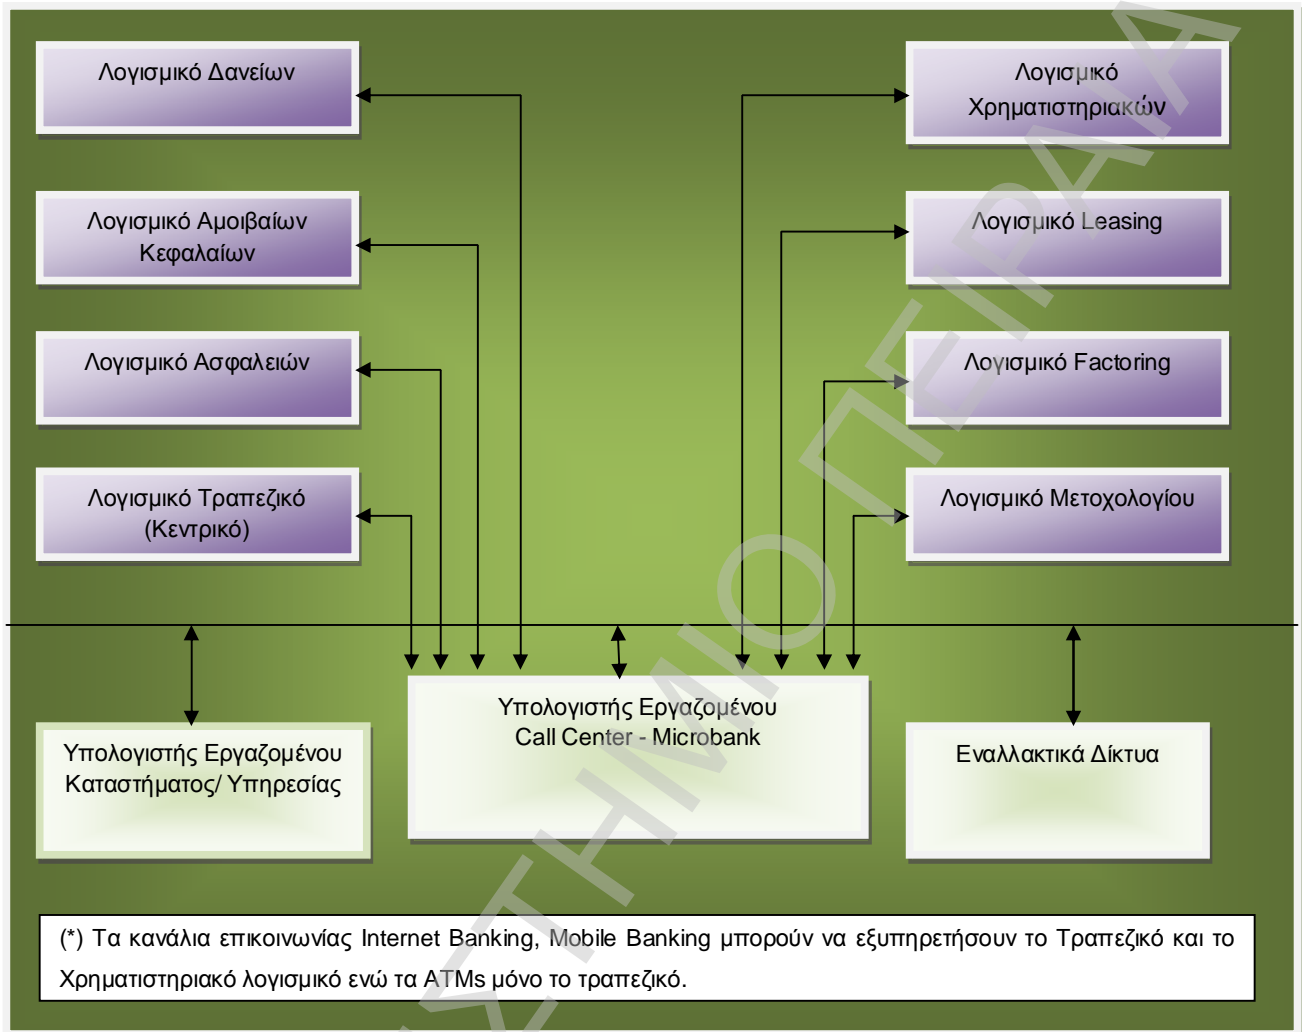 Λογισμικό Δανείων
Λογισμικό
Χρηματιστηριακών
Λογισμικό Αμοιβαίων
Κεφαλαίων
Λογισμικό Leasing
Λογισμικό Ασφαλειών
Λογισμικό Factoring
Λογισμικό Τραπεζικό
(Κεντρικό)
Λογισμικό Μετοχολογίου
Υπολογιστής Εργαζομένου
Καταστήματος/ Υπηρεσίας
Υπολογιστής Εργαζομένου
Call Center - Microbank
Εναλλακτικά Δίκτυα
(*) Τα κανάλια επικοινωνίας Internet Banking, Mobile Banking μπορούν να εξυπηρετήσουν το Τραπεζικό και το
Χρηματιστηριακό λογισμικό ενώ τα ATMs μόνο το τραπεζικό.
ΣΤΗΜΙΟ ΠΕΙΡΑΙΑ